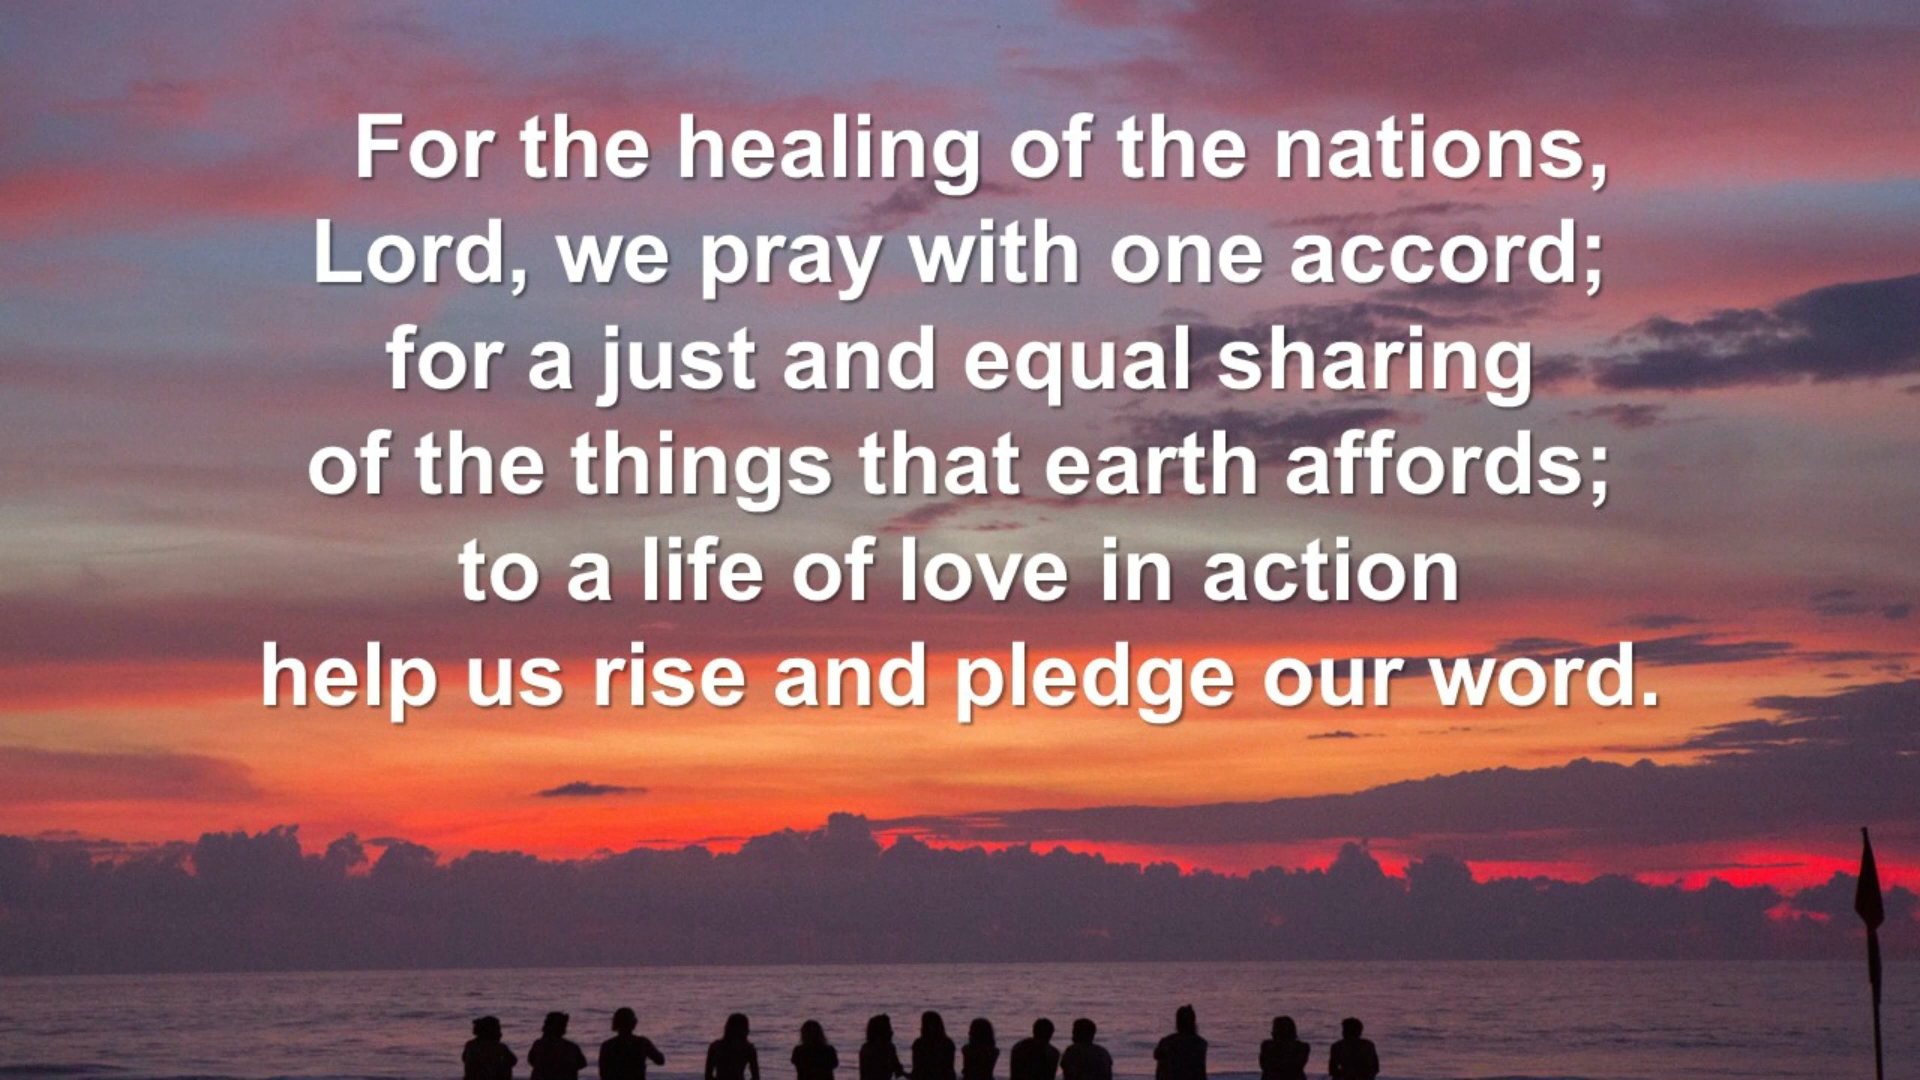 For the healing of the nations,
Lord, we pray with one accord;
for a just and equal sharing
of the things that earth affords;
to a life of love in action
help us rise and pledge our word.